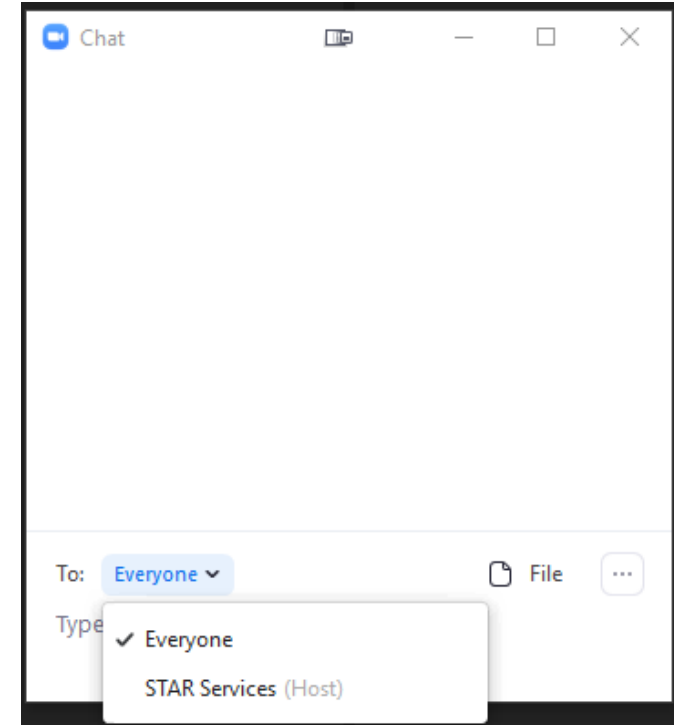 Chat
To: Everyone File ...
Type
Everyone
STAR Services (Host)